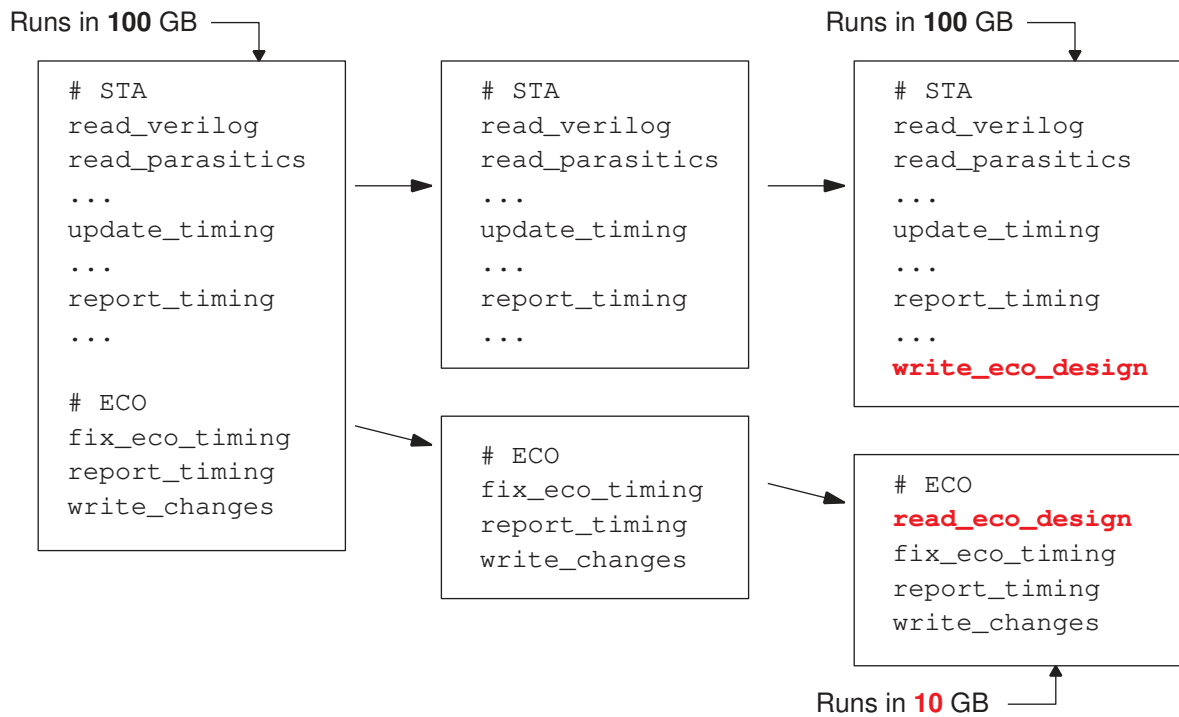 Runs in 100 GB
# STA
read_verilog
read_parasitics
...
update_timing
...
report_timing
...
# ECO
fix_eco_timing
report_timing
write_changes
# STA
read_verilog
read_parasitics
...
update_timing
...
report_timing
...
# ECO
fix_eco_timing
report_timing
write_changes
Runs in 100 GB
# STA
read_verilog
read_parasitics
...
update_timing
...
report_timing
...
write_eco_design
# ECO
read_eco_design
fix_eco_timing
report_timing
write_changes
Runs in 10 GB